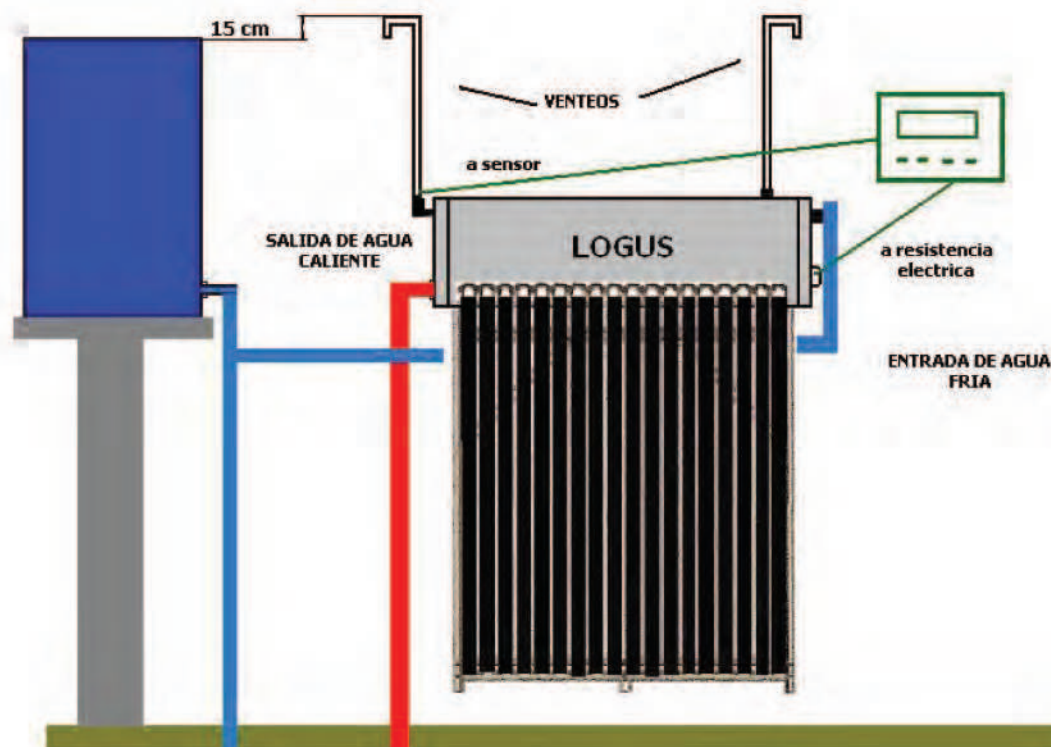 15 cm
VENTEOS
a sensor
SALIDA DE AGUA
CALIENTE
LOGUS
a resistencia
electrica
ENTRADA DE AGUA
FRIA